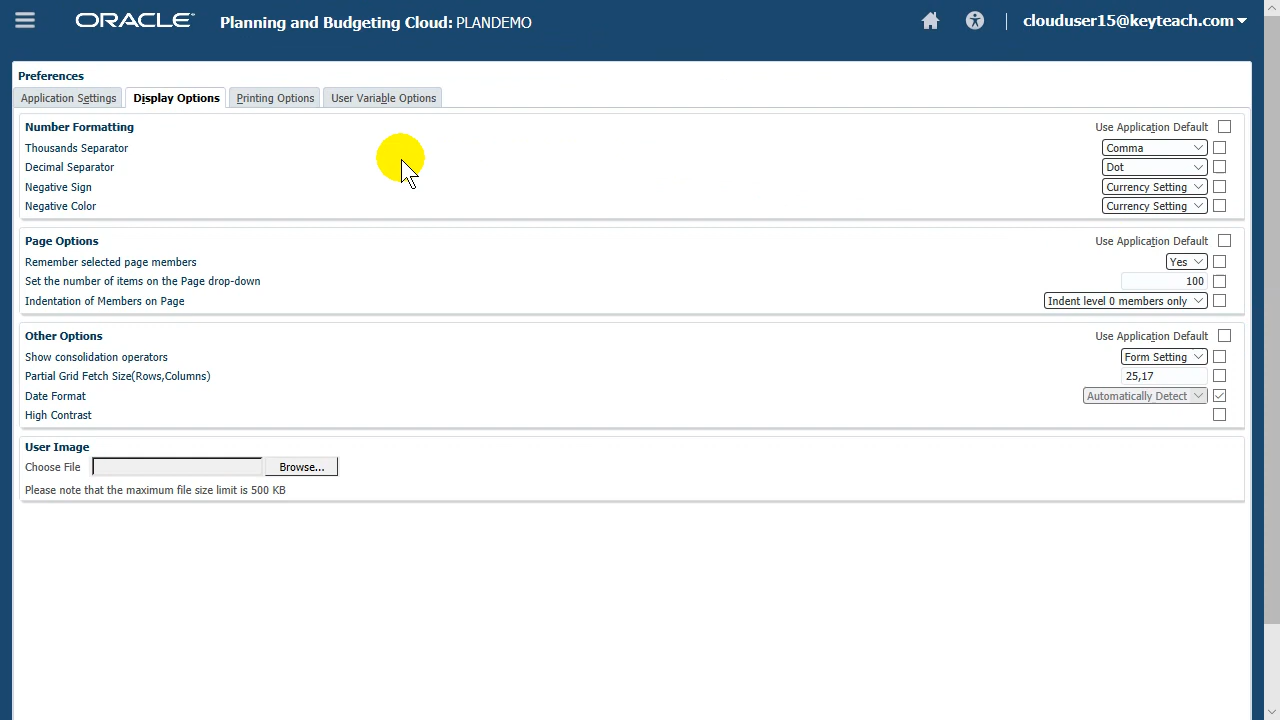 ORACLE Planning and Budgeting Cloud: PLANDEMO clouduser15@keyteach.com
Preferences
Application Settings Display Options Printing Options User Variable Options
Number Formatting Use Application Default
Thousands Separator Comma
Decimal Separator Dot
Negative Sign Currency Setting
Negative Color Currency Setting
Page Options Use Application Default
Remember selected page members Yes
Set the number of items on the Page drop-down 100
Indentation of Members on Page Indent level 0 members only
Other Options Use Application Default
Show consolidation operators Form Setting
Partial Grid Fetch Size(Rows,Columns) 25,17
Date Format Automatically Detect
High Contrast
User Image
Choose File Browse...
Please note that the maximum file size limit is 500 KB